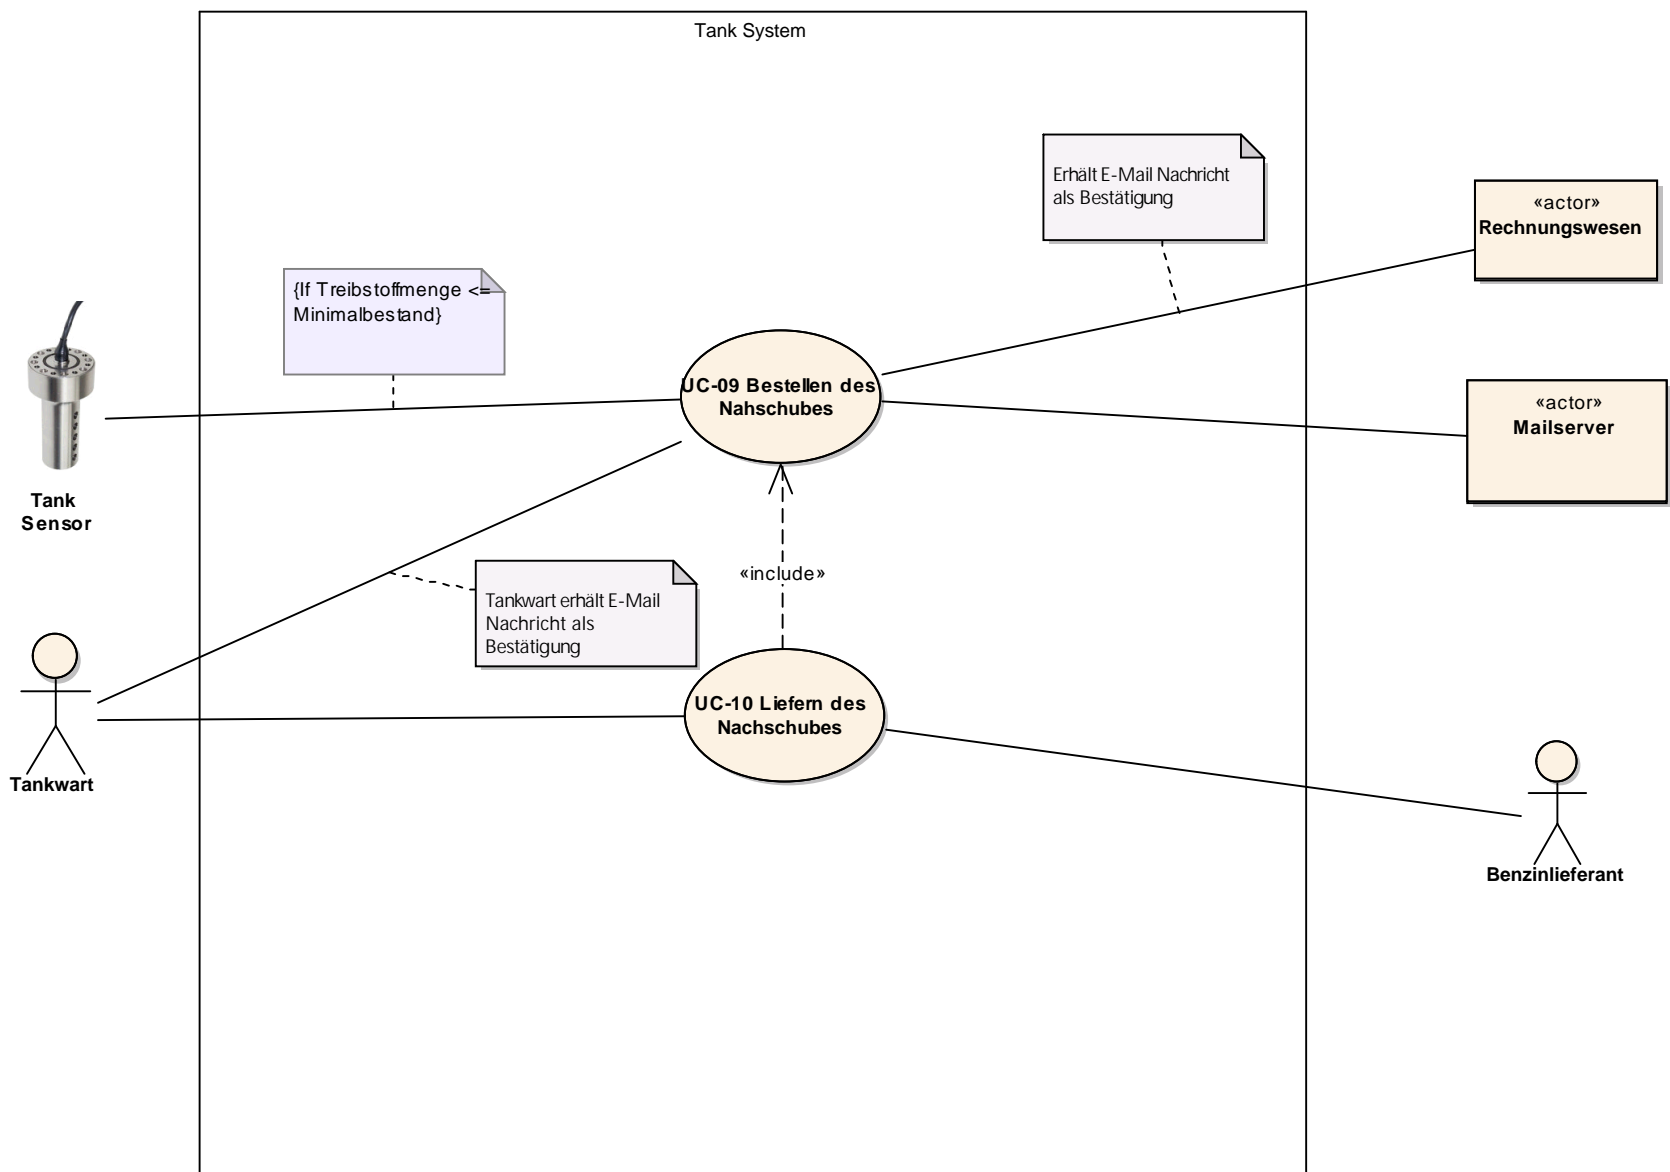 Tank System
Erhält E-Mail Nachricht
als Bestätigung
«actor»
Rechnungswesen
{If Treibstoffmenge <=
Minimalbestand}
UC-09 Bestellen des
Nahschubes
«actor»
Mailserver
Tank
Sensor
«include»
Tankwart erhält E-Mail
Nachricht als
Bestätigung
UC-10 Liefern des
Nachschubes
Tankwart
Benzinlieferant